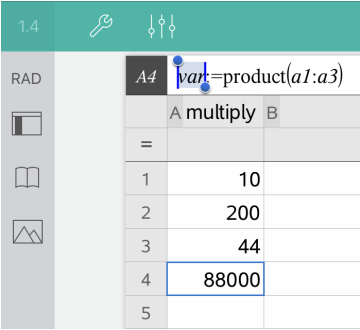 1.4
RAD
A4 var:=product(a1:a3)
A multiply B
=
1 10
2 200
3 44
4 88000
5